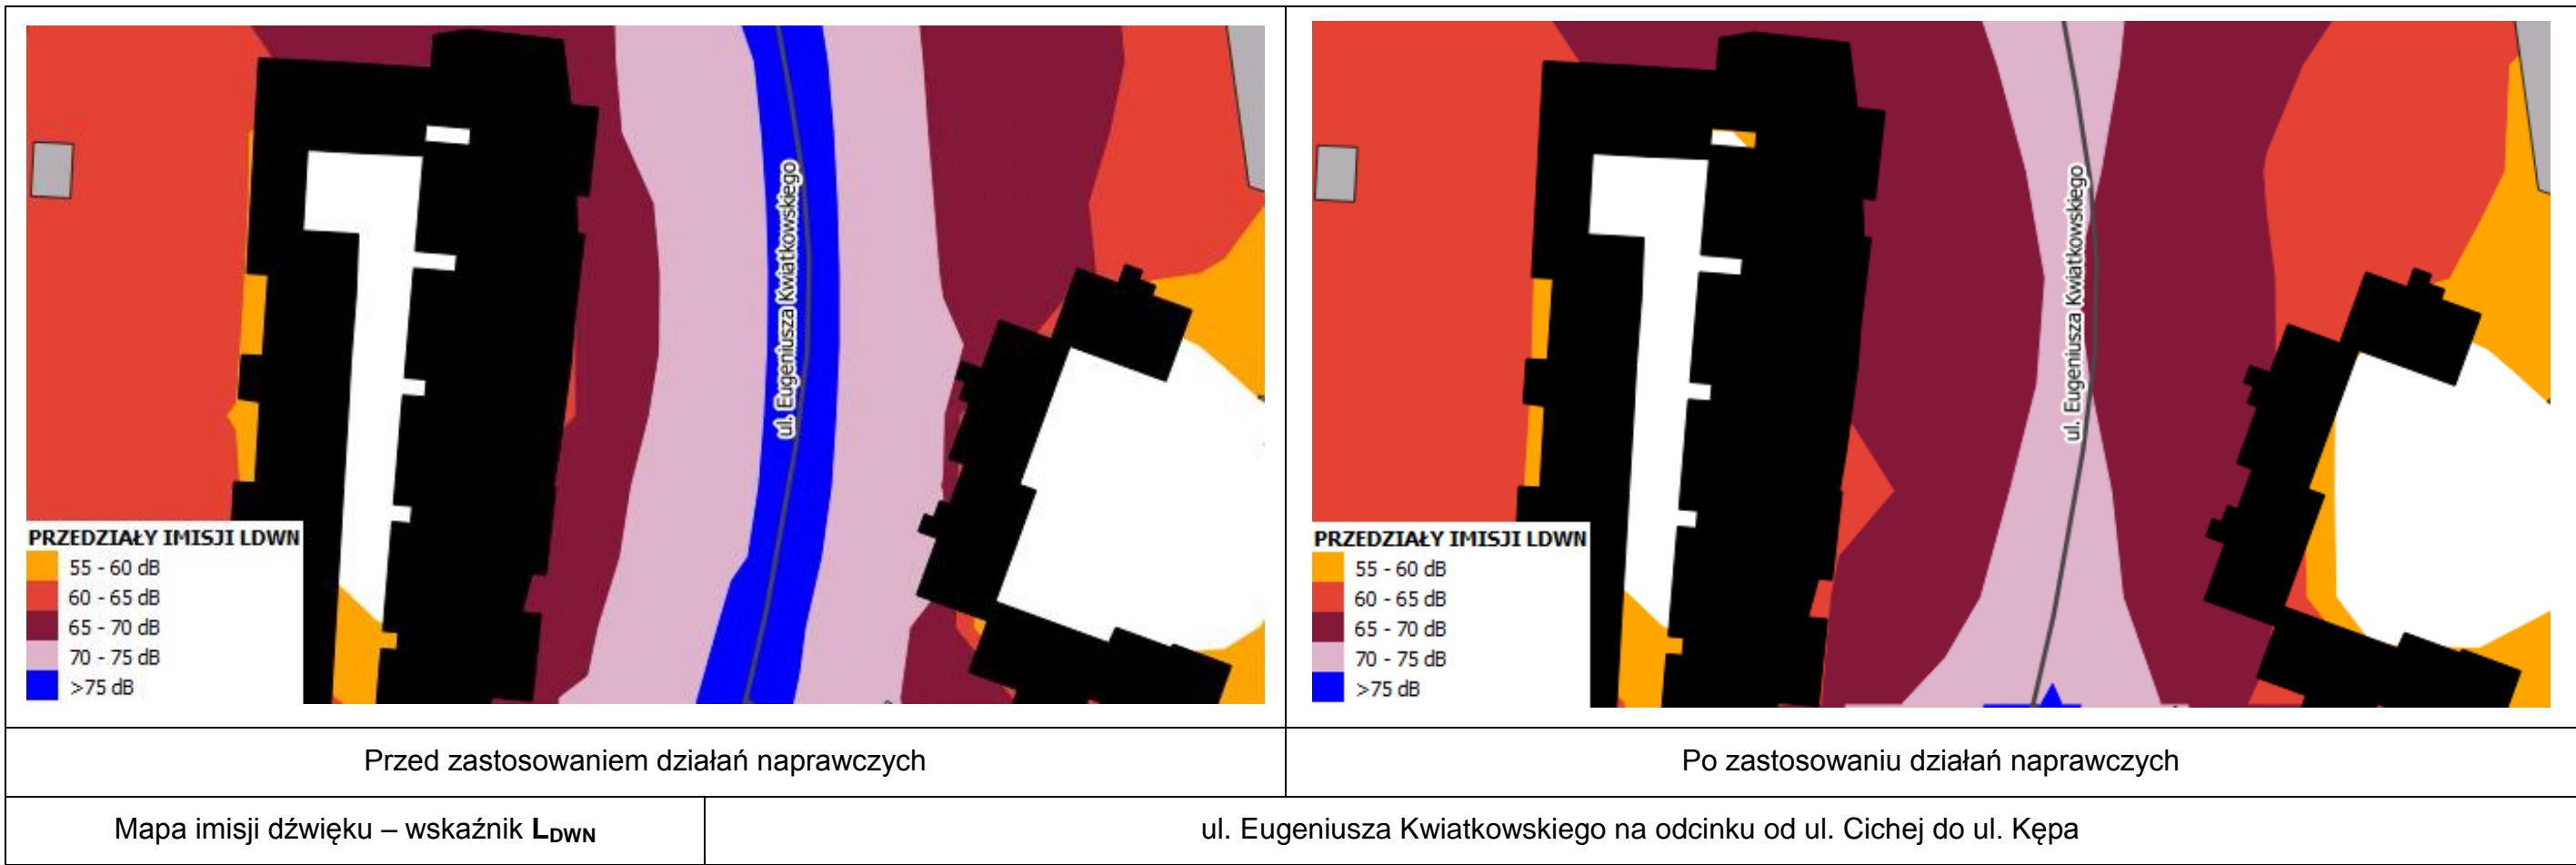 ul. Eugeniusza Kwiatkowskiego
PRZEDZIAŁY IMISJI LDWN
55 - 60 dB
60 - 65 dB
65 - 70 dB
70 - 75 dB
>75 dB
ul. Eugeniusza Kwiatkowskiego
PRZEDZIAŁY IMISJI LDWN
55 - 60 dB
60 - 65 dB
65 - 70 dB
70 - 75 dB
>75 dB
Przed zastosowaniem działań naprawczych
Po zastosowaniu działań naprawczych
Mapa imisji dźwięku – wskaźnik LDWN
ul. Eugeniusza Kwiatkowskiego na odcinku od ul. Cichej do ul. Kępa